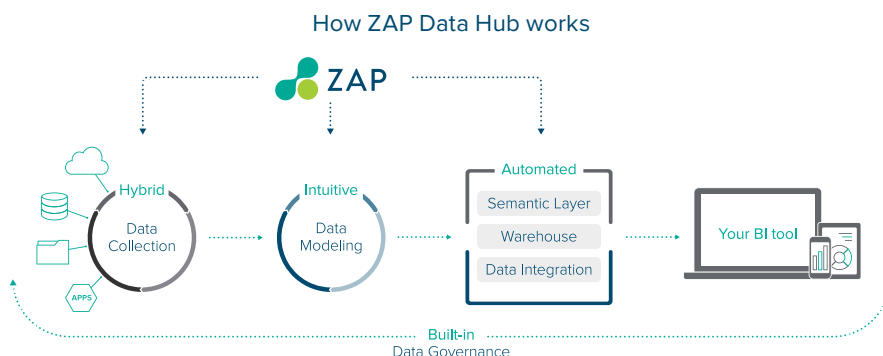 How ZAP Data Hub works
ZAP
Hybrid
Data
Collection
APPS
Intuitive
Data
Modeling
Automated
Semantic Layer
Warehouse
Data Integration
Your BI tool
Built-in
Data Governance